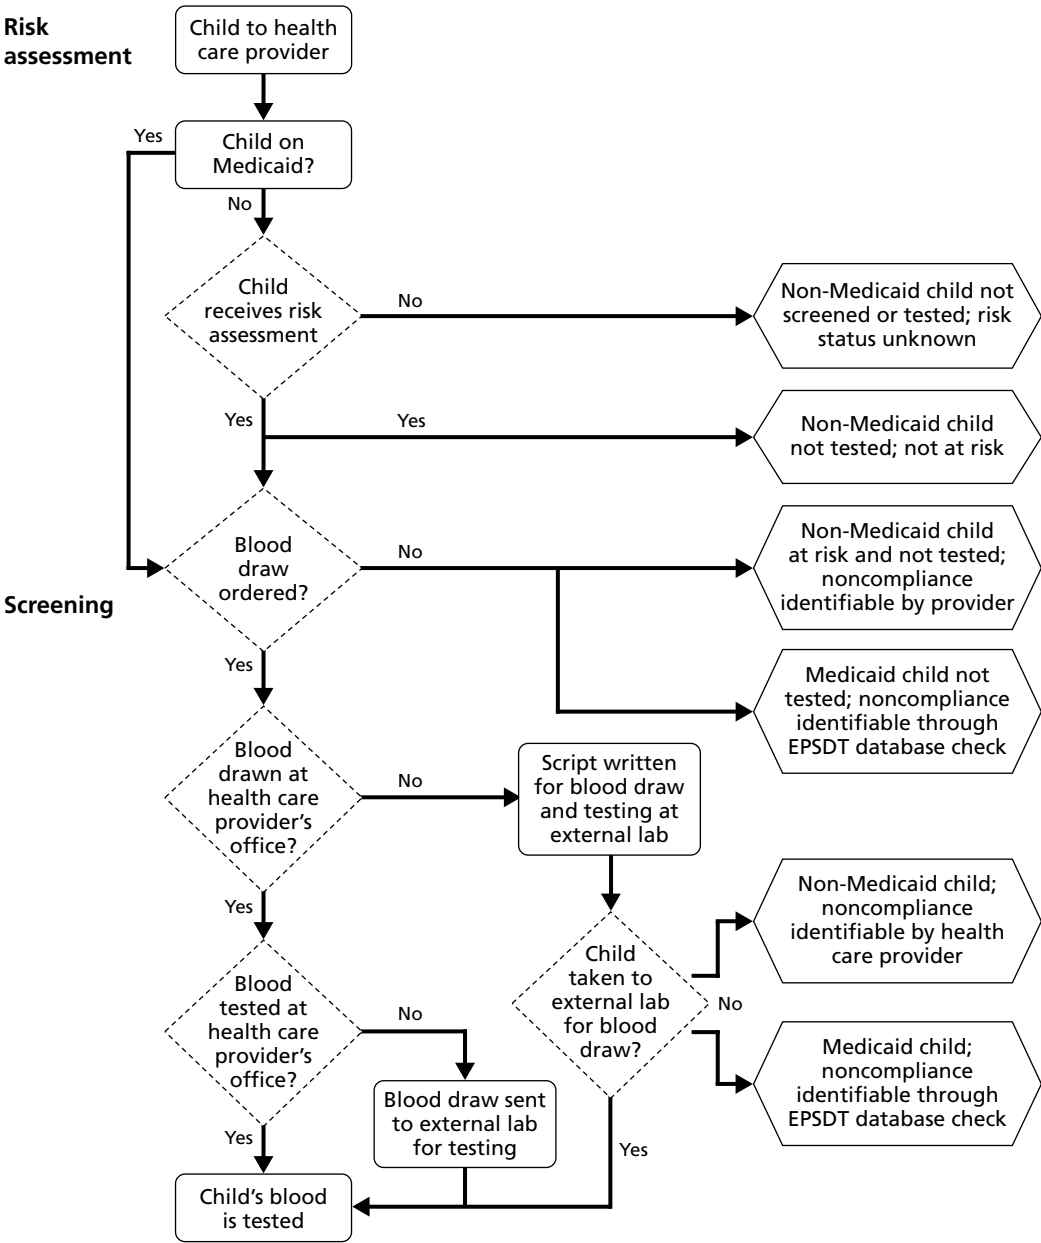 Risk
assessment
Child to health
care provider
Yes
Child on
Medicaid?
No
Child
receives risk
assessment
No
Non-Medicaid child not
screened or tested; risk
status unknown
Yes
Yes
Non-Medicaid child
not tested; not at risk
Blood
draw
ordered?
No
Non-Medicaid child
at risk and not tested;
noncompliance
identifiable by provider
Screening
Yes
Medicaid child not
tested; noncompliance
identifiable through
EPSDT database check
Blood
drawn at
health care
provider's
office?
No
Script written
for blood draw
and testing at
external lab
Yes
Non-Medicaid child;
noncompliance
identifiable by health
care provider
Child
taken to
external lab
for blood
draw?
No
Blood
tested at
health care
provider's
office?
No
Medicaid child;
noncompliance
identifiable through
EPSDT database check
Blood draw sent
to external lab
for testing
Yes
Yes
Child's blood
is tested